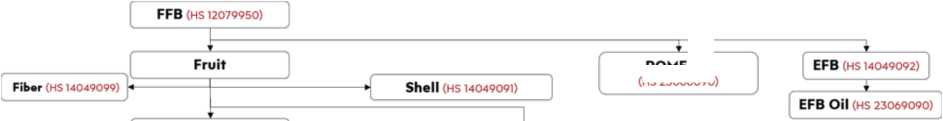 FFB (HS 12079950)
Fruit
EFB (HS 14049092)
Fiber (HS 14049099)
Shell (HS 14049091)
EFB Oil (HS 23069090)